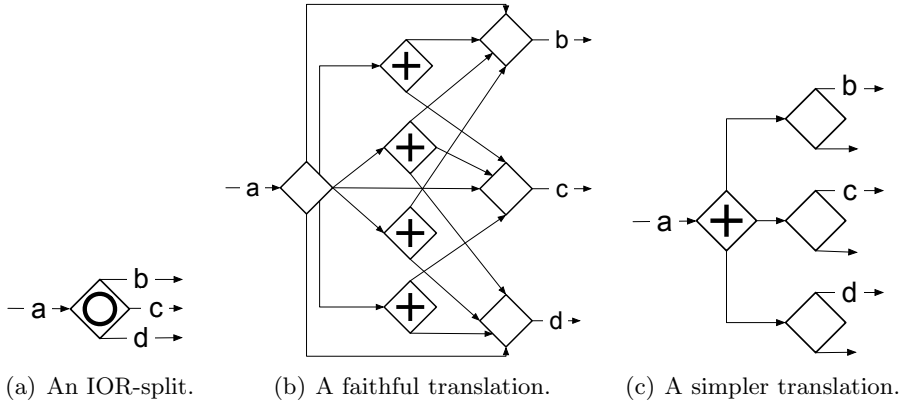 a
b
c
d
(a) An IOR-split.
a
b
c
d
(b) A faithful translation.
a
b
c
d
(c) A simpler translation.